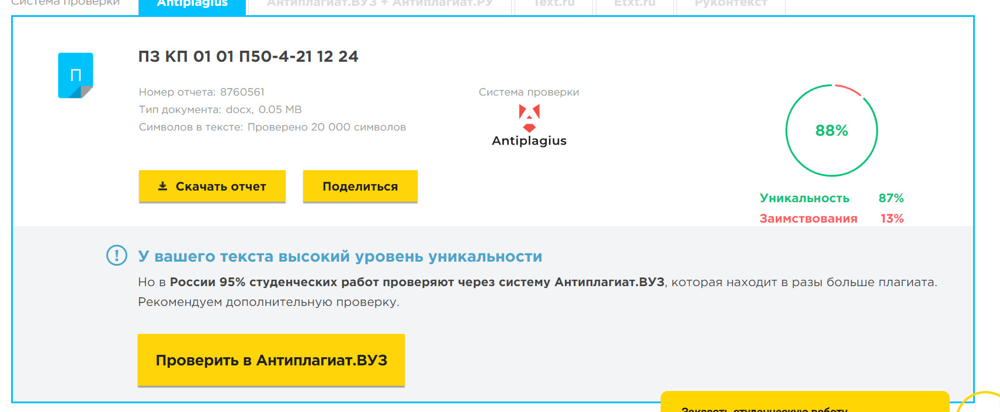 Система проверки Antiplagius Антиплагиат.ВУЗ + Антиплагиат.РУ Text.ru Etxt.ru Руконтекст
П
ПЗ КП 01 01 П50-4-21 12 24
Номер отчета: 8760561
Тип документа: docx, 0.05 MB
Символов в тексте: Проверено 20 000 символов
Система проверки
Antiplagius
88%
Уникальность 87%
Заимствования 13%
Скачать отчет Поделиться
У вашего текста высокий уровень уникальности
Но в России 95% студенческих работ проверяют через систему Антиплагиат.ВУЗ, которая находит в разы больше плагиата.
Рекомендуем дополнительную проверку.
Проверить в Антиплагиат.ВУЗ
Заказать студенческую работу